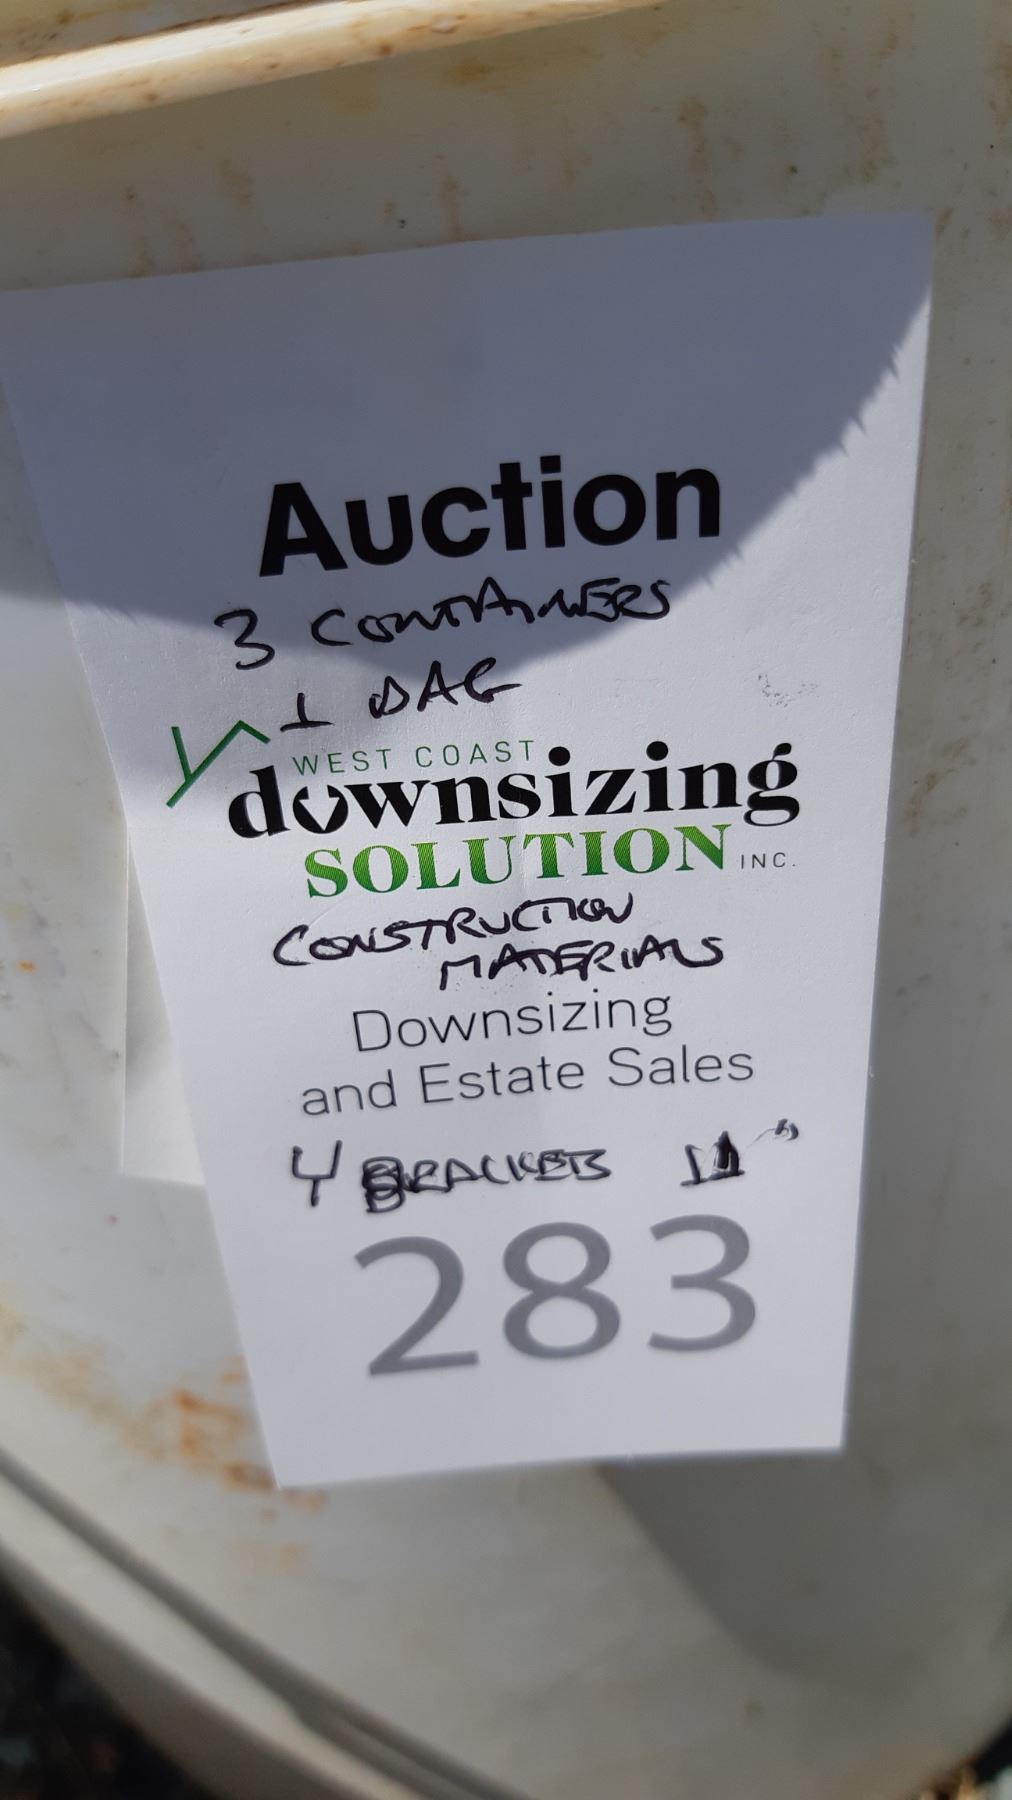 Auction
3 CONTAINERS
1 BAG
WEST COAST
downsizing
SOLUTION INC.
CONSTRUCTION
MATERIALS
Downsizing
and Estate Sales
4 BRACKETS 11"
283